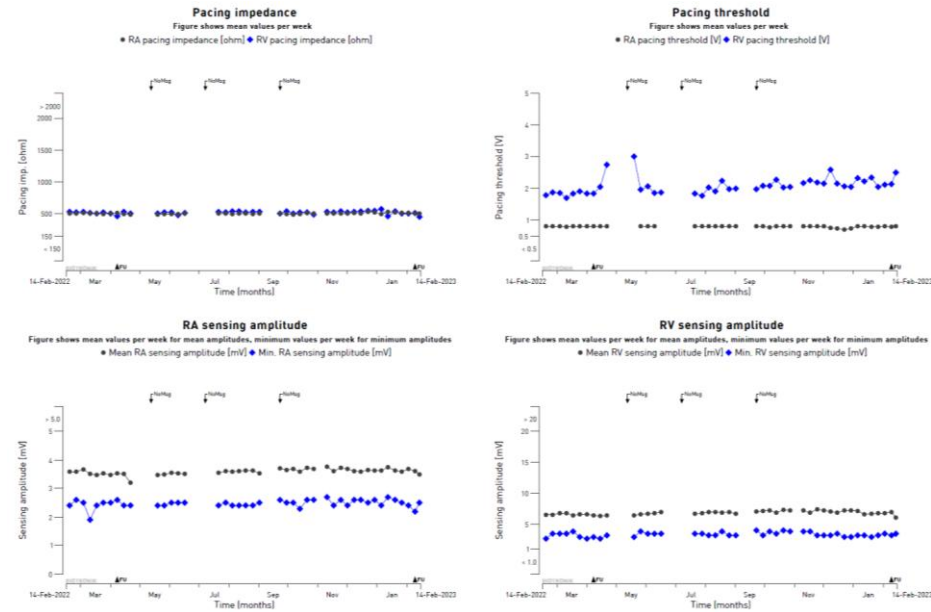 Pacing impedance
Figure shows mean values per week
RA pacing impedance [ohm] RV pacing impedance [ohm]
NoMsg NoMsg NoMsg
> 2000
2000
1500
1000
500
150
< 150
Pacing imp. [ohm]
FU FU
14-Feb-2022 Mar May Jul Sep Nov Jan 14-Feb-2023
Time [months]
Pacing threshold
Figure shows mean values per week
RA pacing threshold [V] RV pacing threshold [V]
NoMsg NoMsg NoMsg
5
4
3
2
1
0.5
< 0.5
Pacing threshold [V]
FU FU
14-Feb-2022 Mar May Jul Sep Nov Jan 14-Feb-2023
Time [months]
RA sensing amplitude
Figure shows mean values per week for mean amplitudes, minimum values per week for minimum amplitudes
Mean RA sensing amplitude [mV] Min. RA sensing amplitude [mV]
NoMsg NoMsg NoMsg
> 5.0
5
4
3
2
1
0
Sensing amplitude [mV]
FU FU
14-Feb-2022 Mar May Jul Sep Nov Jan 14-Feb-2023
Time [months]
RV sensing amplitude
Figure shows mean values per week for mean amplitudes, minimum values per week for minimum amplitudes
Mean RV sensing amplitude [mV] Min. RV sensing amplitude [mV]
NoMsg NoMsg NoMsg
> 20
20
15
10
5
1
< 1.0
Sensing amplitude [mV]
FU FU
14-Feb-2022 Mar May Jul Sep Nov Jan 14-Feb-2023
Time [months]